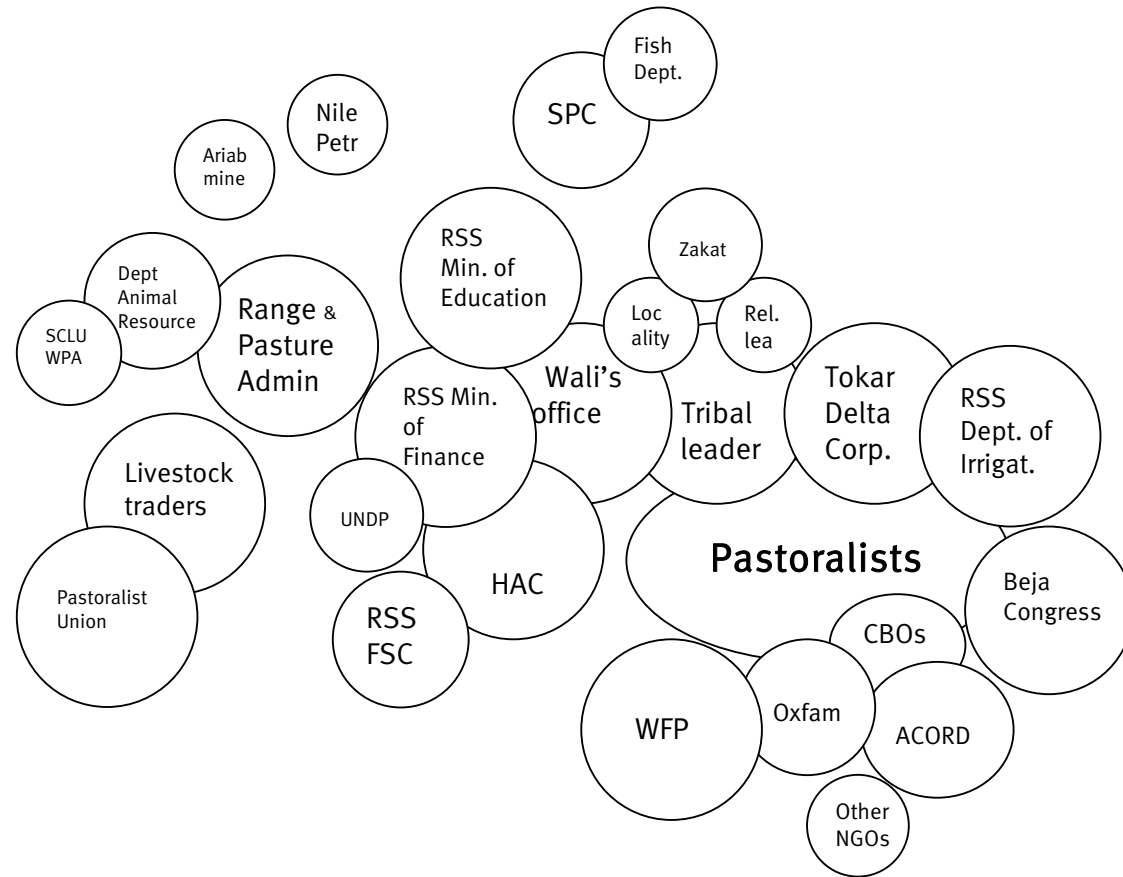 Fish
Dept.
SPC
Nile
Petr
Ariab
mine
RSS
Min. of
Education
Zakat
Dept
Animal
Resource
Range &
Pasture
Admin
SCLU
WPA
Loc
ality
Rel.
lea
Wali's
office
RSS Min.
of
Finance
Tribal
leader
Tokar
Delta
Corp.
RSS
Dept. of
Irrigat.
Livestock
traders
UNDP
Pastoralists
HAC
Beja
Congress
Pastoralist
Union
RSS
FSC
CBOs
WFP
Oxfam
ACORD
Other
NGOs